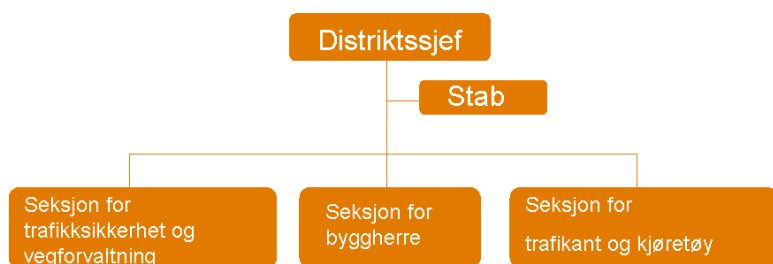 Distriktssjef
Stab
Seksjon for
trafikksikkerhet og
vegforvaltning
Seksjon for
byggherre
Seksjon for
trafikant og kjøretøy